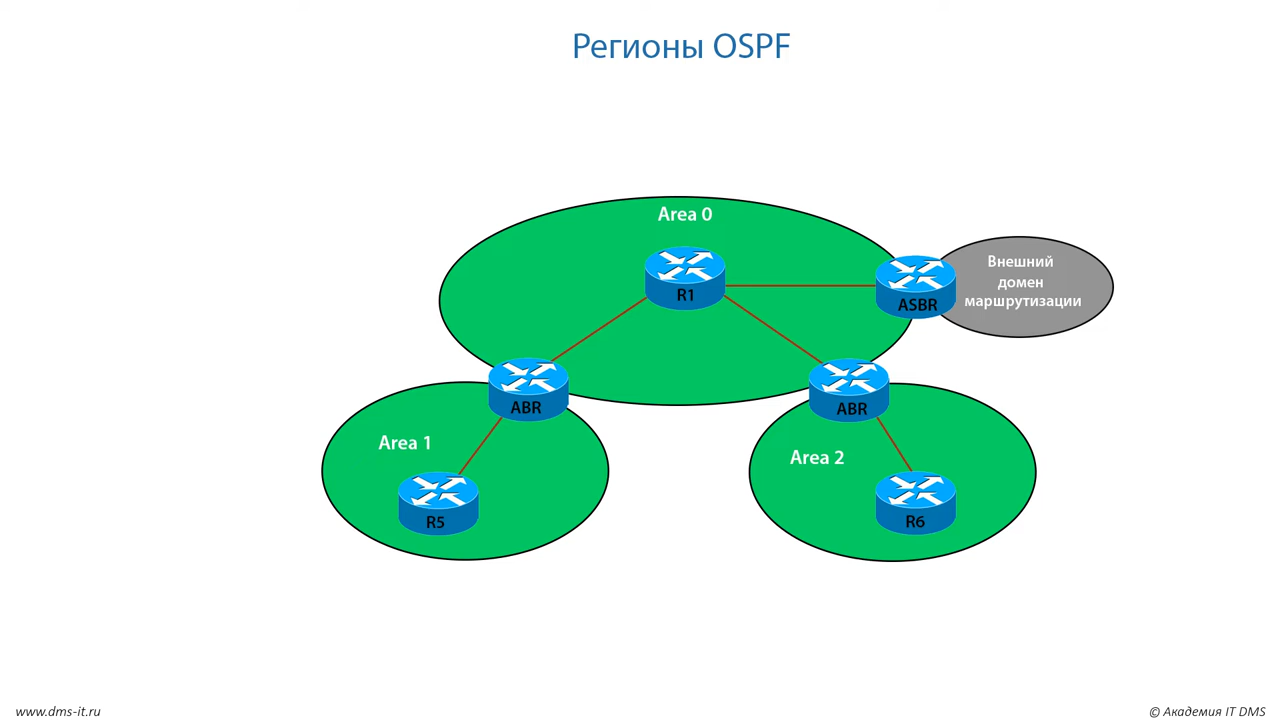 Регионы OSPF
Area 0
R1
ASBR
Внешний
домен
маршрутизации
ABR
ABR
Area 1
Area 2
R5
R6
www.dms-it.ru
© Академия IT DMS